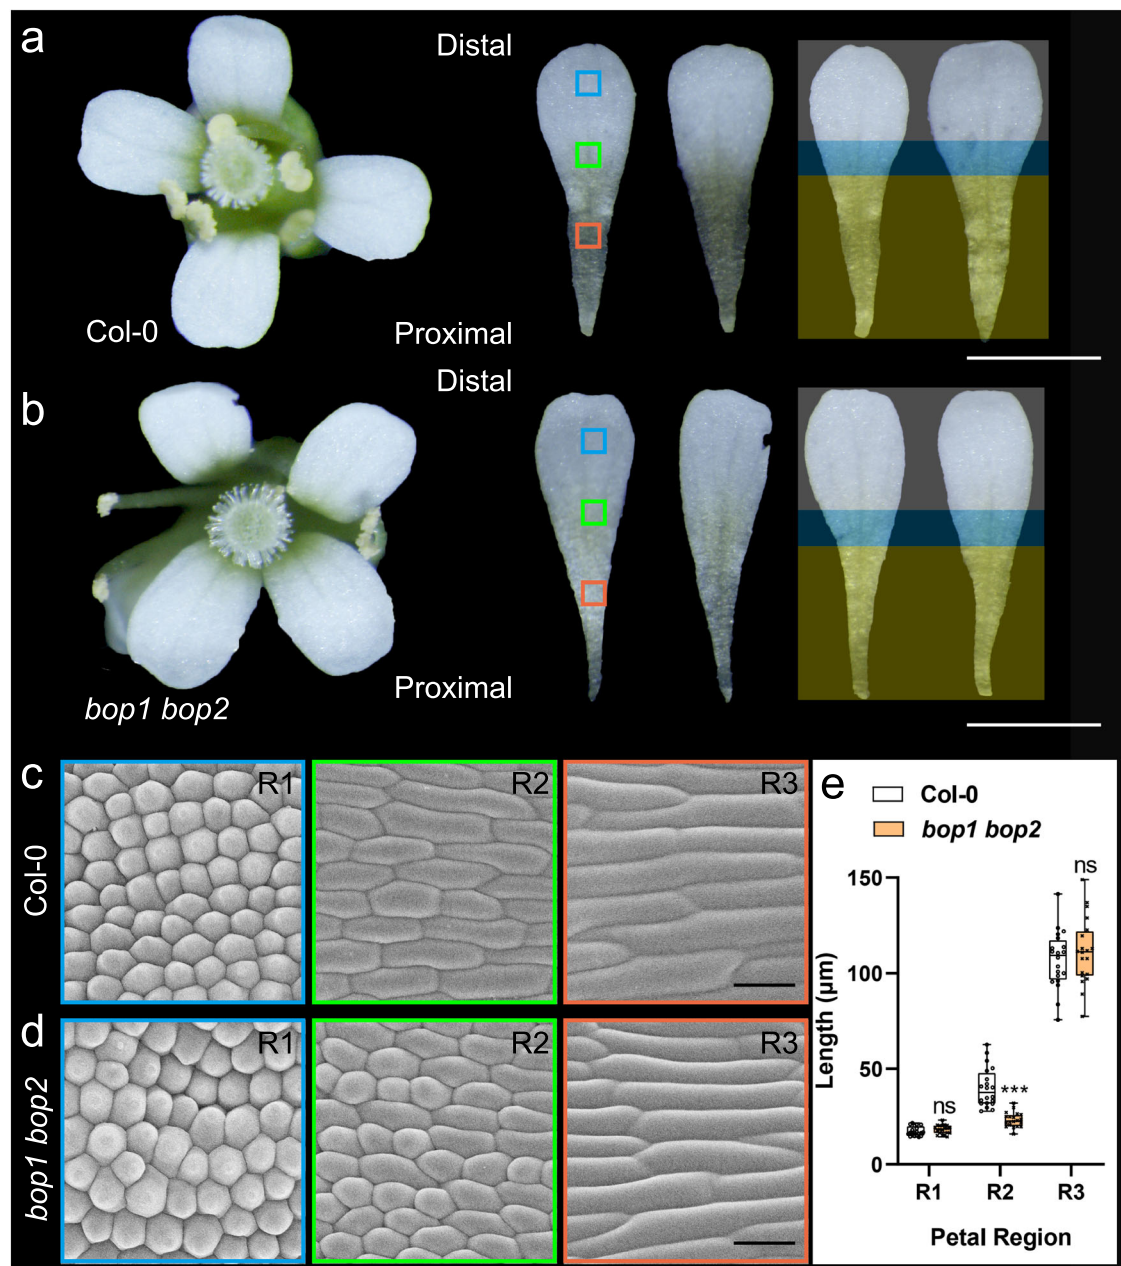 a
Distal
Col-0
Proximal
b
Distal
bop1 bop2
Proximal
c
Col-0
R1
R2
R3
d
bop1 bop2
R1
R2
R3
e
Col-0
bop1 bop2
Length (µm)
150
100
50
0
ns
***
ns
R1
R2
R3
Petal Region